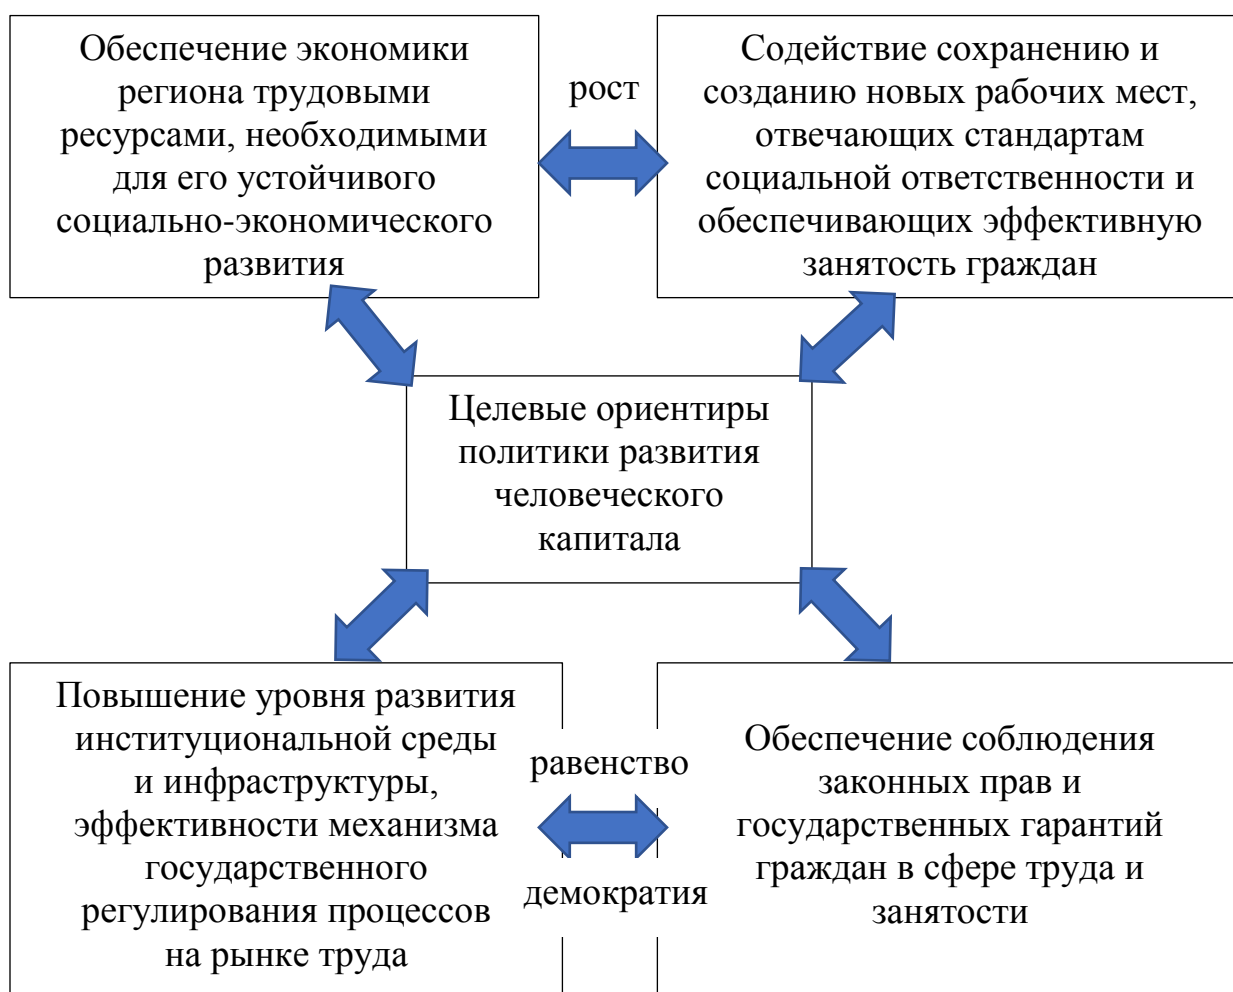 Обеспечение экономики
региона трудовыми
ресурсами, необходимыми
для его устойчивого
социально-экономического
развития
рост
Содействие сохранению и
созданию новых рабочих мест,
отвечающих стандартам
социальной ответственности и
обеспечивающих эффективную
занятость граждан
Целевые ориентиры
политики развития
человеческого
капитала
Повышение уровня развития
институциональной среды
и инфраструктуры,
эффективности механизма
государственного
регулирования процессов
на рынке труда
равенство
демократия
Обеспечение соблюдения
законных прав и
государственных гарантий
граждан в сфере труда и
занятости